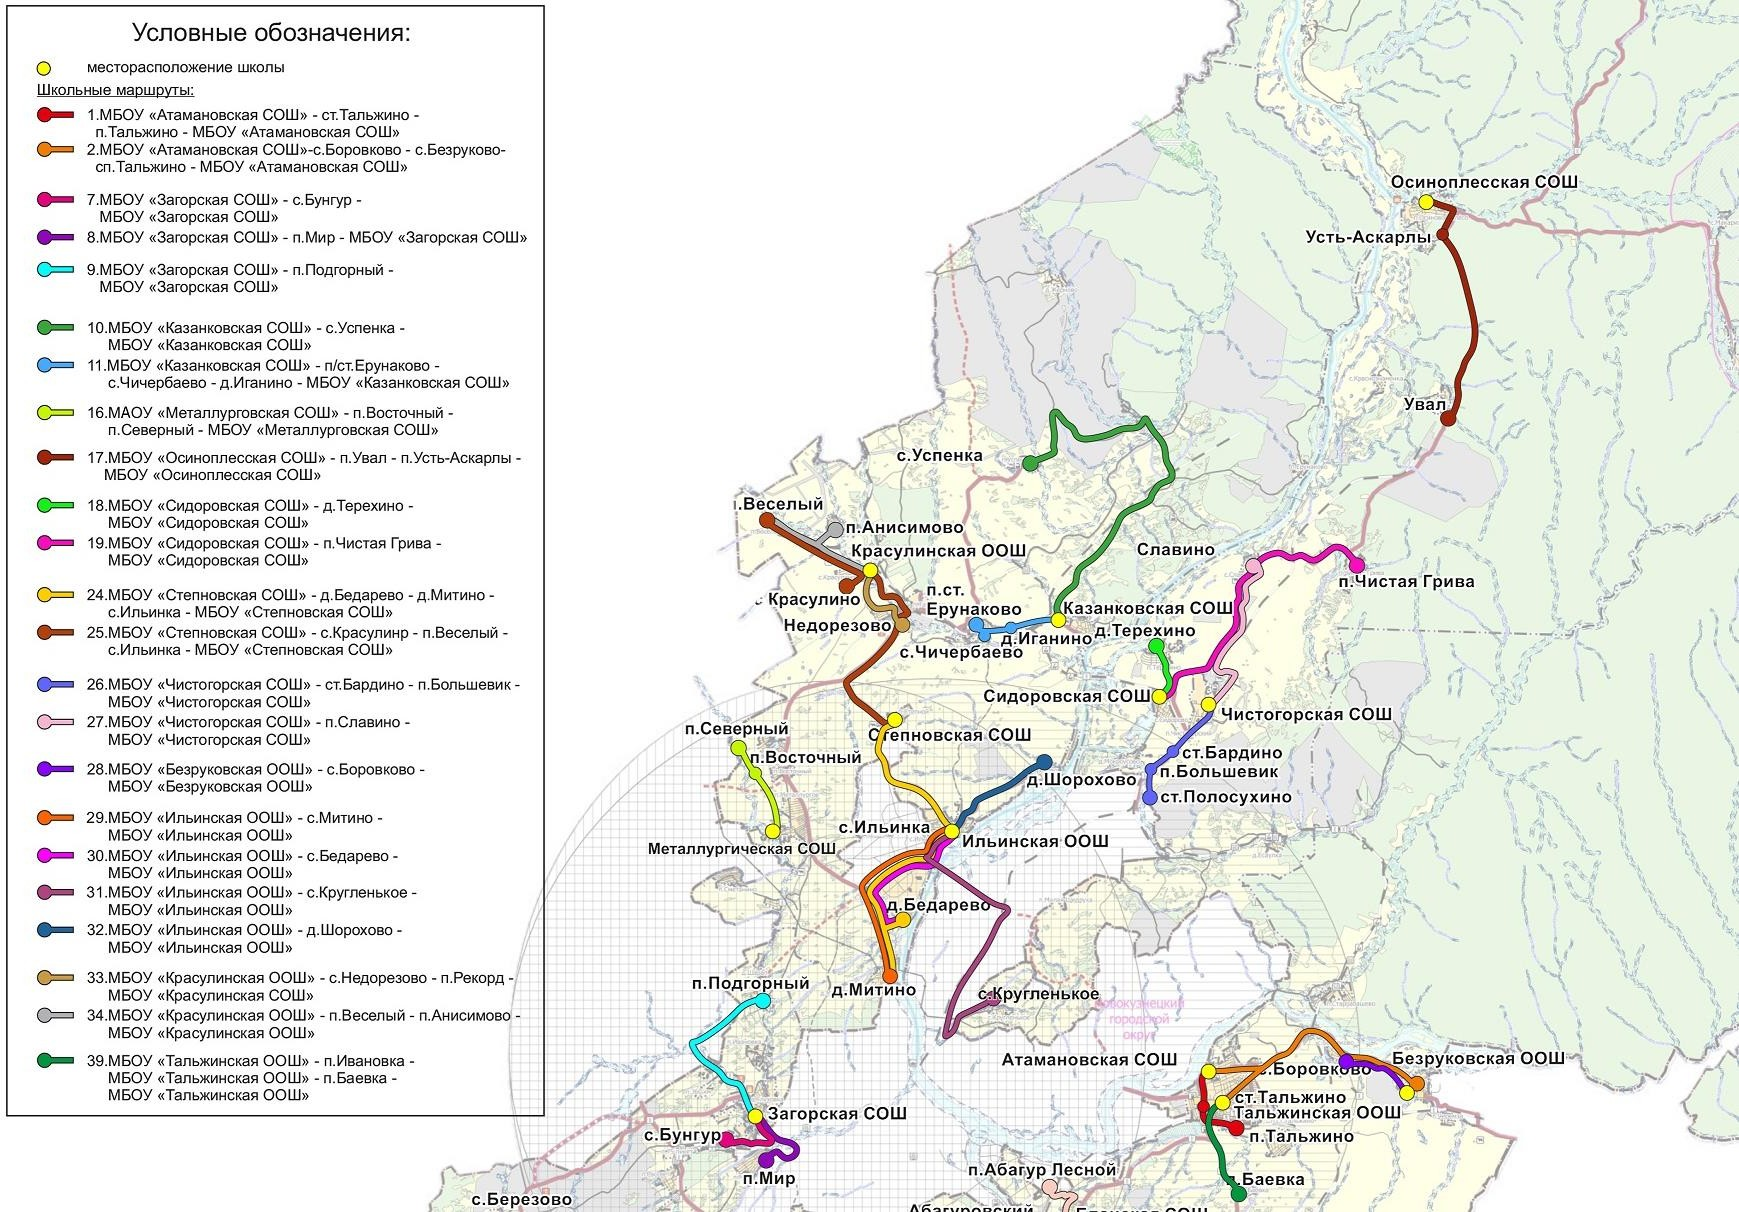 Условные обозначения:
месторасположение школы
Школьные маршруты:
1.МБОУ «Атамановская СОШ» - ст.Тальжино -
п.Тальжино - МБОУ «Атамановская СОШ»
2.МБОУ «Атамановская СОШ»-с.Боровково - с.Безруково-
сп.Тальжино - МБОУ «Атамановская СОШ»
7.МБОУ «Загорская СОШ» - с.Бунгур -
МБОУ «Загорская СОШ»
8.МБОУ «Загорская СОШ» - п.Мир - МБОУ «Загорская СОШ»
9.МБОУ «Загорская СОШ» - п.Подгорный -
МБОУ «Загорская СОШ»
10.МБОУ «Казанковская СОШ» - с.Успенка -
МБОУ «Казанковская СОШ»
11.МБОУ «Казанковская СОШ» - п/ст.Ерунаково -
с.Чичербаево - д.Иганино - МБОУ «Казанковская СОШ»
16.МАОУ «Металлурговская СОШ» - п.Восточный -
п.Северный - МБОУ «Металлурговская СОШ»
17.МБОУ «Осиноплесская СОШ» - п.Увал - п.Усть-Аскарлы -
МБОУ «Осиноплесская СОШ»
18.МБОУ «Сидоровская СОШ» - д.Терехино -
МБОУ «Сидоровская СОШ»
19.МБОУ «Сидоровская СОШ» - п.Чистая Грива -
МБОУ «Сидоровская СОШ»
24.МБОУ «Степновская СОШ» - д.Бедарево - д.Митино -
с.Ильинка - МБОУ «Степновская СОШ»
25.МБОУ «Степновская СОШ» - с.Красулинр - п.Веселый -
с.Ильинка - МБОУ «Степновская СОШ»
26.МБОУ «Чистогорская СОШ» - ст.Бардино - п.Большевик -
МБОУ «Чистогорская СОШ»
27.МБОУ «Чистогорская СОШ» - п.Славино -
МБОУ «Чистогорская СОШ»
28.МБОУ «Безруковская ООШ» - с.Боровково -
МБОУ «Безруковская ООШ»
29.МБОУ «Ильинская ООШ» - с.Митино -
МБОУ «Ильинская ООШ»
30.МБОУ «Ильинская ООШ» - с.Бедарево -
МБОУ «Ильинская ООШ»
31.МБОУ «Ильинская ООШ» - с.Кругленькое -
МБОУ «Ильинская ООШ»
32.МБОУ «Ильинская ООШ» - д.Шорохово -
МБОУ «Ильинская ООШ»
33.МБОУ «Красулинская ООШ» - с.Недорезово - п.Рекорд -
МБОУ «Красулинская СОШ»
34.МБОУ «Красулинская ООШ» - п.Веселый - п.Анисимово -
МБОУ «Красулинская ООШ»
39.МБОУ «Тальжинская ООШ» - п.Ивановка -
МБОУ «Тальжинская ООШ» - п.Баевка -
МБОУ «Тальжинская ООШ»
Осиноплесская СОШ
Усть-Аскарлы
Увал
с.Успенка
.Веселый
п.Анисимово
Красулинская ООШ
Славино
п.Чистая Грива
Красулино
п.ст.
Ерунаково
Казанковская СОШ
Недорезово
д.Иганино
д.Терехино
с.Чичербаево
Сидоровская СОШ
Чистогорская СОШ
п.Северный
Степновская СОШ
п.Восточный
ст.Бардино
д.Шорохово
п.Большевик
ст.Полосухино
с.Ильинка
Ильинская ООШ
Металлургическая СОШ
д.Бедарево
п.Подгорный
д.Митино
с.Кругленькое
Новокузнецкий
городской
округ
Атамановская СОШ
Безруковская ООШ
с.Боровково
ст.Тальжино
Загорская СОШ
Тальжинская ООШ
с.Бунгур
п.Тальжино
п.Мир
п.Абагур Лесной
.Баевка
с.Березово
Абагуровский